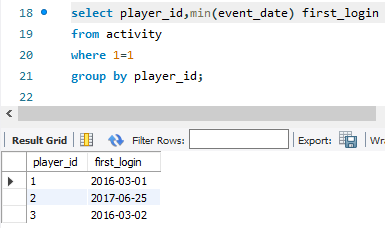 18 select player_id,min(event_date) first_login
19 from activity
20 where 1=1
21 group by player_id;
22
Result Grid Filter Rows: Export: Wra
player_id first_login
1 2016-03-01
2 2017-06-25
3 2016-03-02